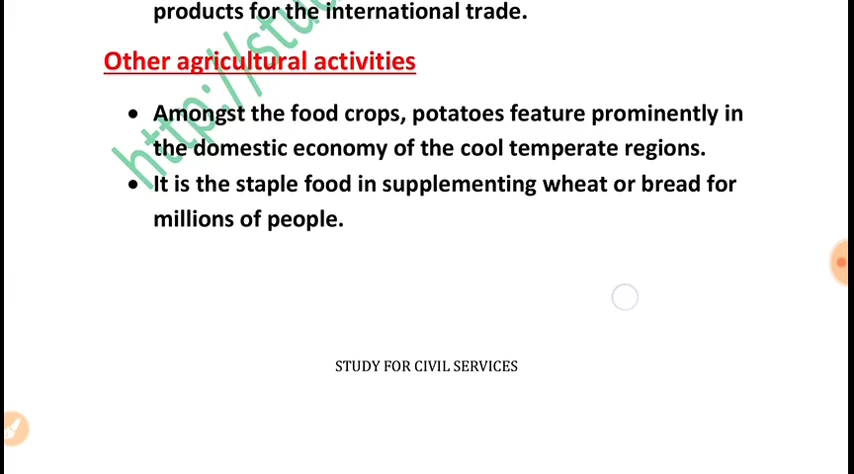 products for the international trade.
Other agricultural activities
• Amongst the food crops, potatoes feature prominently in
the domestic economy of the cool temperate regions.
• It is the staple food in supplementing wheat or bread for
millions of people.
http://stu
STUDY FOR CIVIL SERVICES